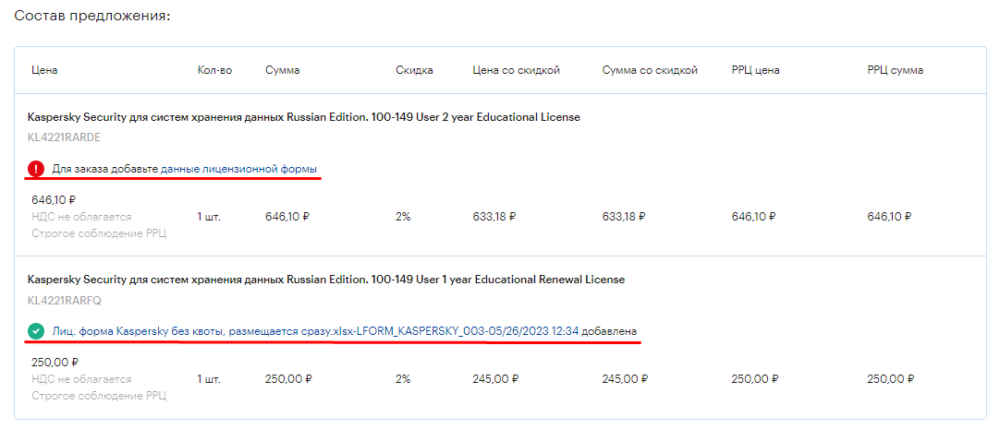 Состав предложения:
Цена Кол-во Сумма Скидка Цена со скидкой Сумма со скидкой РРЦ цена РРЦ сумма
Kaspersky Security для систем хранения данных Russian Edition. 100-149 User 2 year Educational License
KL4221RARDE
Для заказа добавьте данные лицензионной формы
646,10 ₽
НДС не облагается
1 шт. 646,10 ₽ 2% 633,18 ₽ 633,18 ₽ 646,10 ₽ 646,10 ₽
Строгое соблюдение РРЦ
Kaspersky Security для систем хранения данных Russian Edition. 100-149 User 1 year Educational Renewal License
KL4221RARFQ
Лиц. форма Kaspersky без квоты, размещается сразу.xlsx-LFORM_KASPERSKY_003-05/26/2023 12:34 добавлена
250,00 ₽
НДС не облагается
1 шт. 250,00 ₽ 2% 245,00 ₽ 245,00 ₽ 250,00 ₽ 250,00 ₽
Строгое соблюдение РРЦ